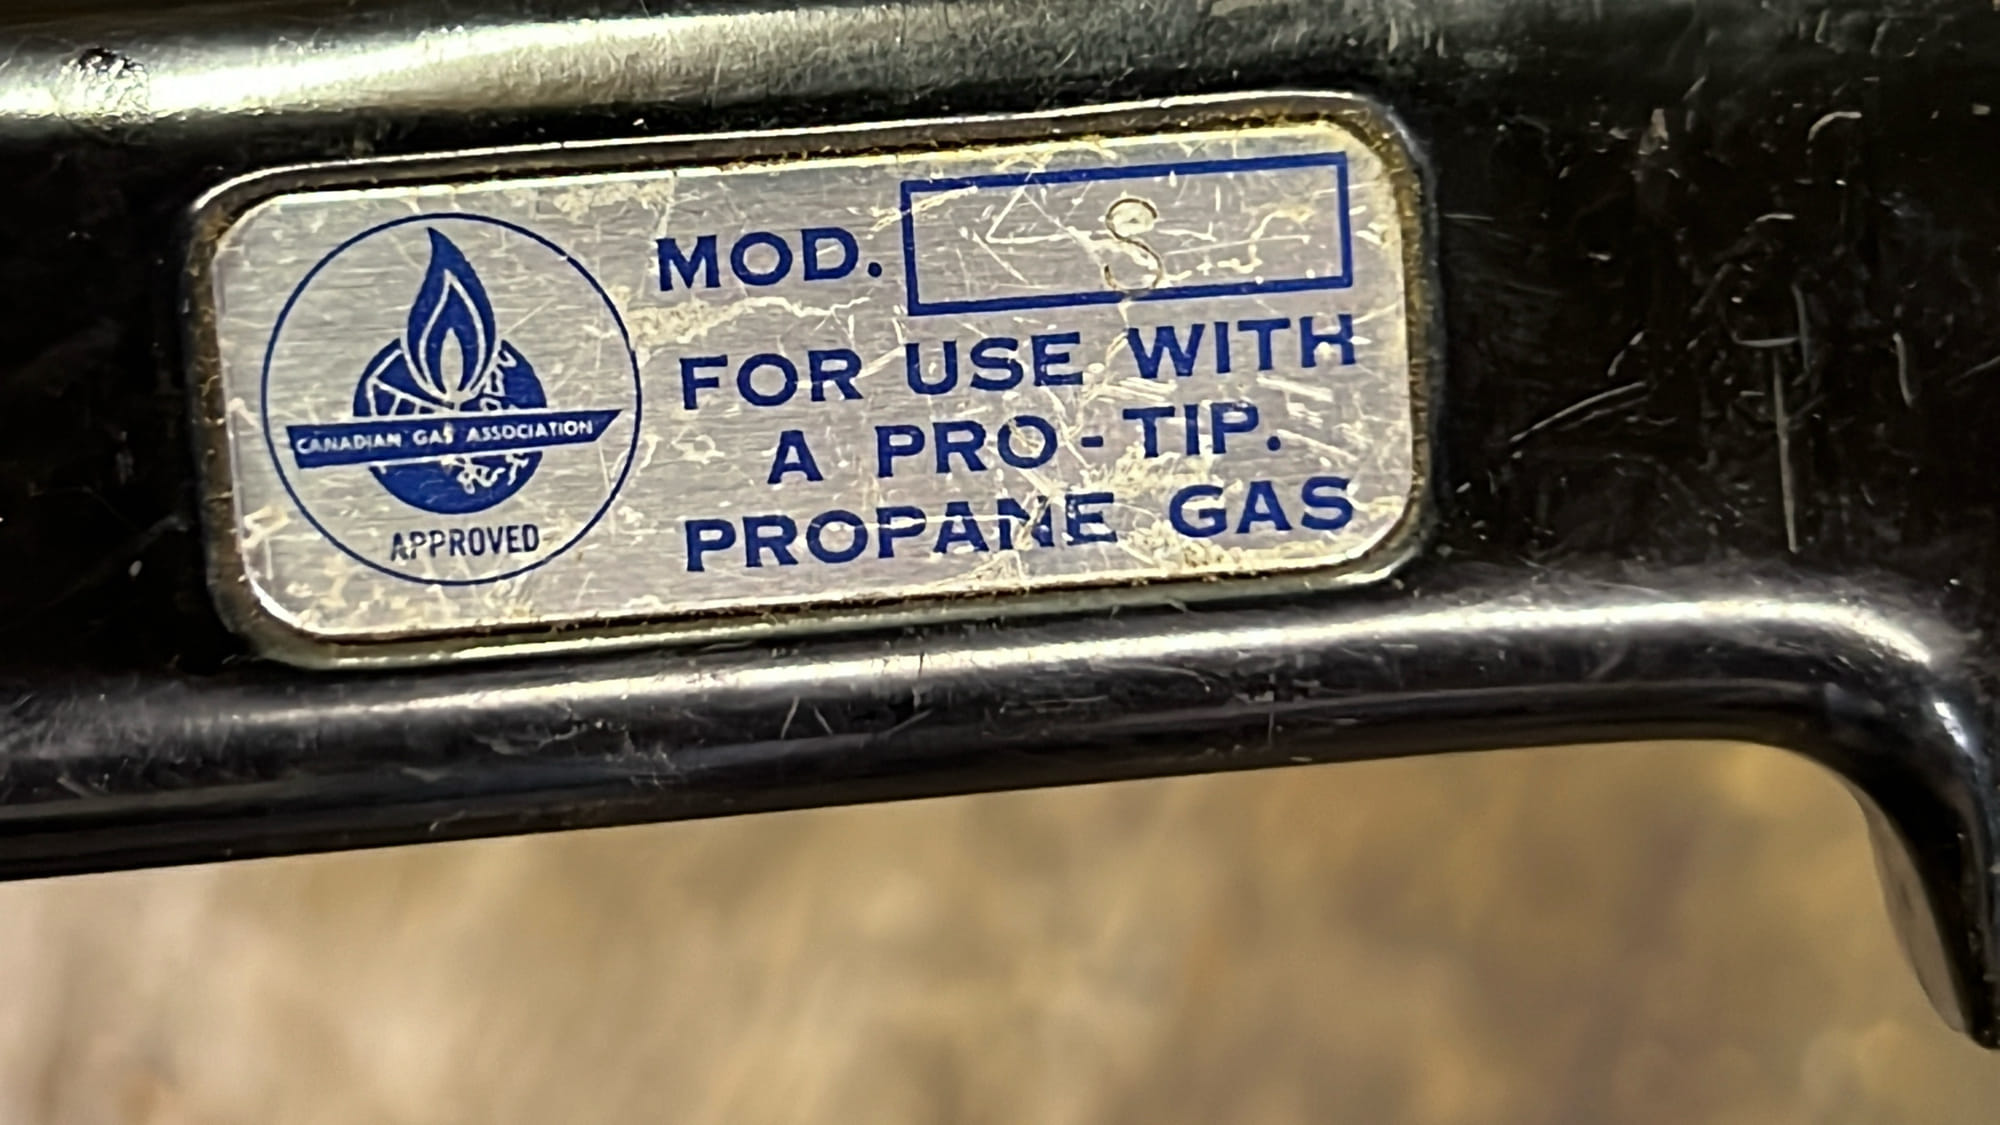 CANADIAN GAS ASSOCIATION
APPROVED
MOD. S
FOR USE WITH
A PRO-TIP.
PROPANE GAS